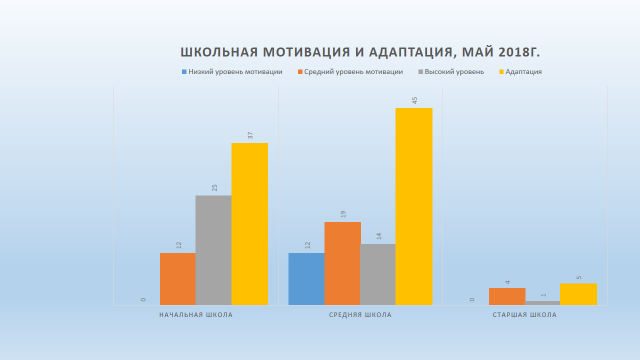 ШКОЛЬНАЯ МОТИВАЦИЯ И АДАПТАЦИЯ, МАЙ 2018Г.
Низкий уровень мотивации Средний уровень мотивации Высокий уровень Адаптация
0 12 25 37 12 19 14 45 0 4 1 5
НАЧАЛЬНАЯ ШКОЛА СРЕДНЯЯ ШКОЛА СТАРШАЯ ШКОЛА